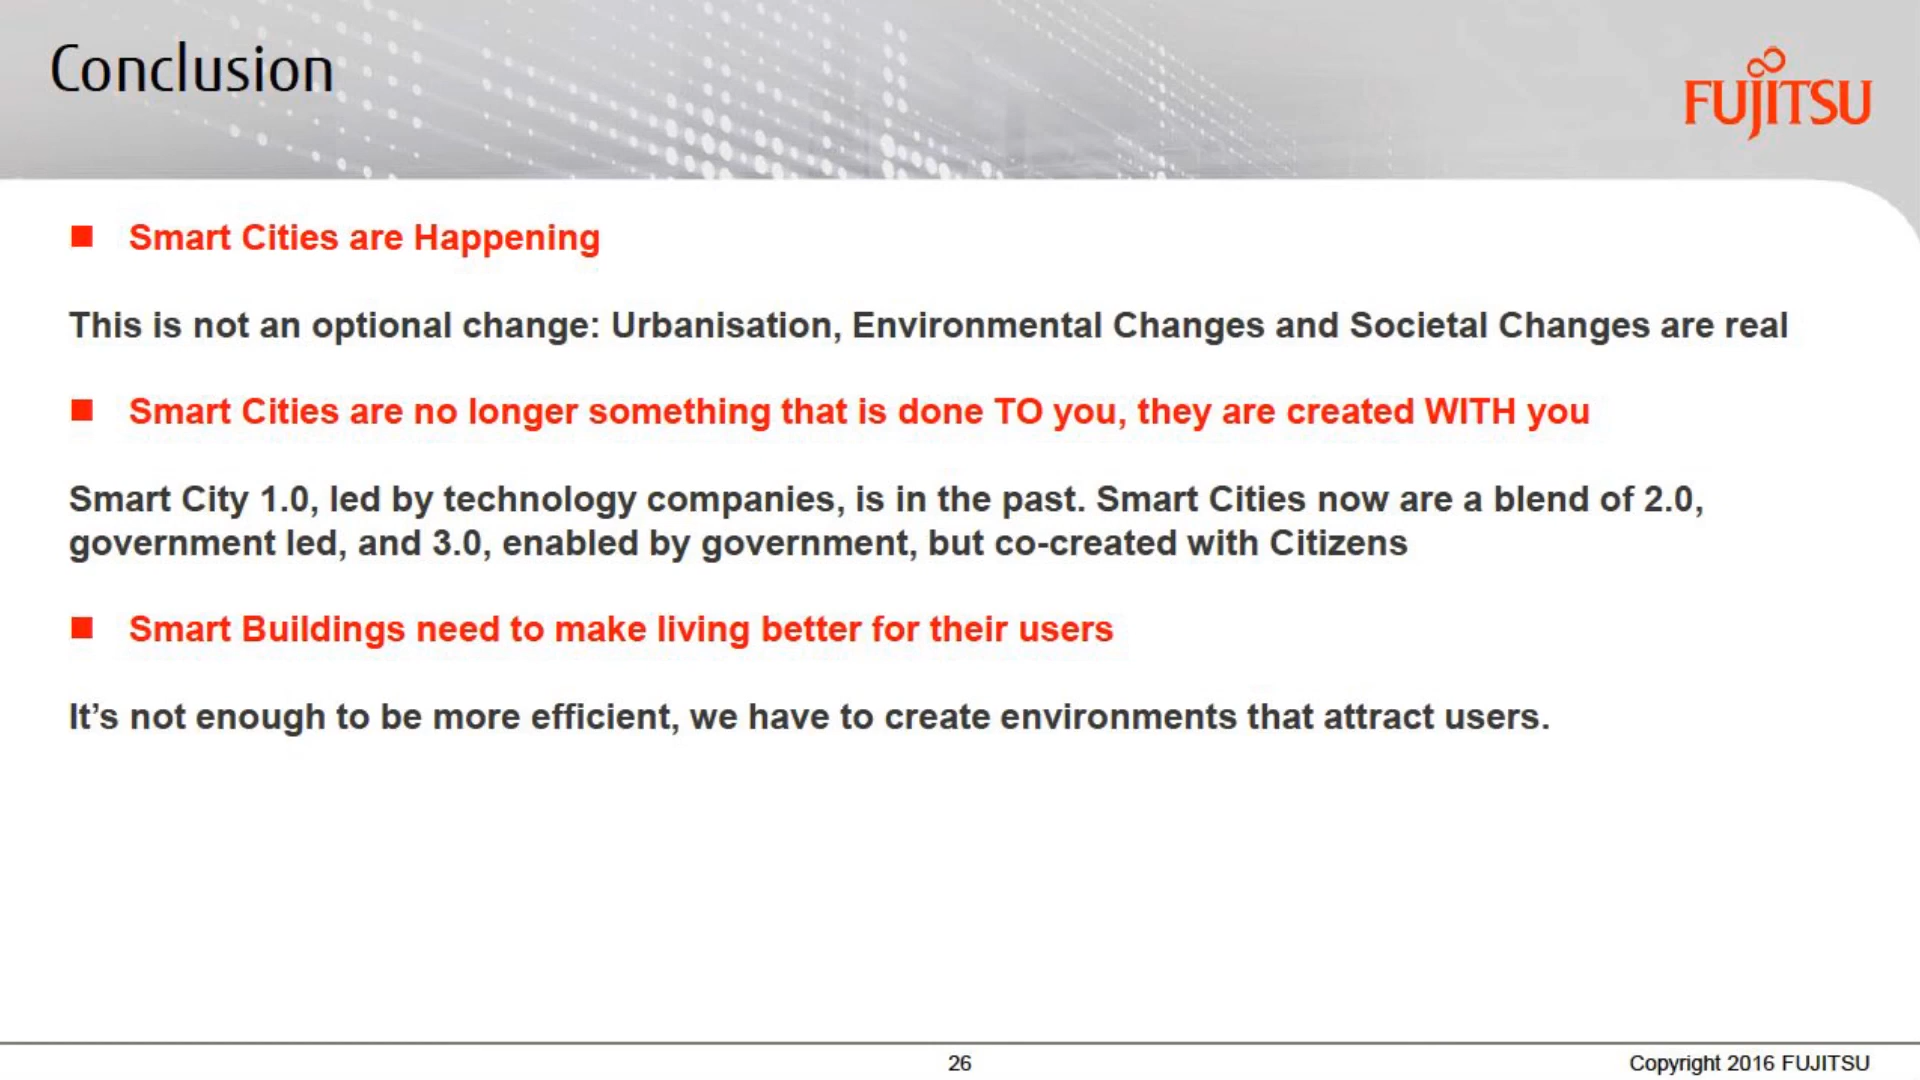 Conclusion
FUJITSU
Smart Cities are Happening
This is not an optional change: Urbanisation, Environmental Changes and Societal Changes are real
Smart Cities are no longer something that is done TO you, they are created WITH you
Smart City 1.0, led by technology companies, is in the past. Smart Cities now are a blend of 2.0,
government led, and 3.0, enabled by government, but co-created with Citizens
Smart Buildings need to make living better for their users
It’s not enough to be more efficient, we have to create environments that attract users.
26
Copyright 2016 FUJITSU